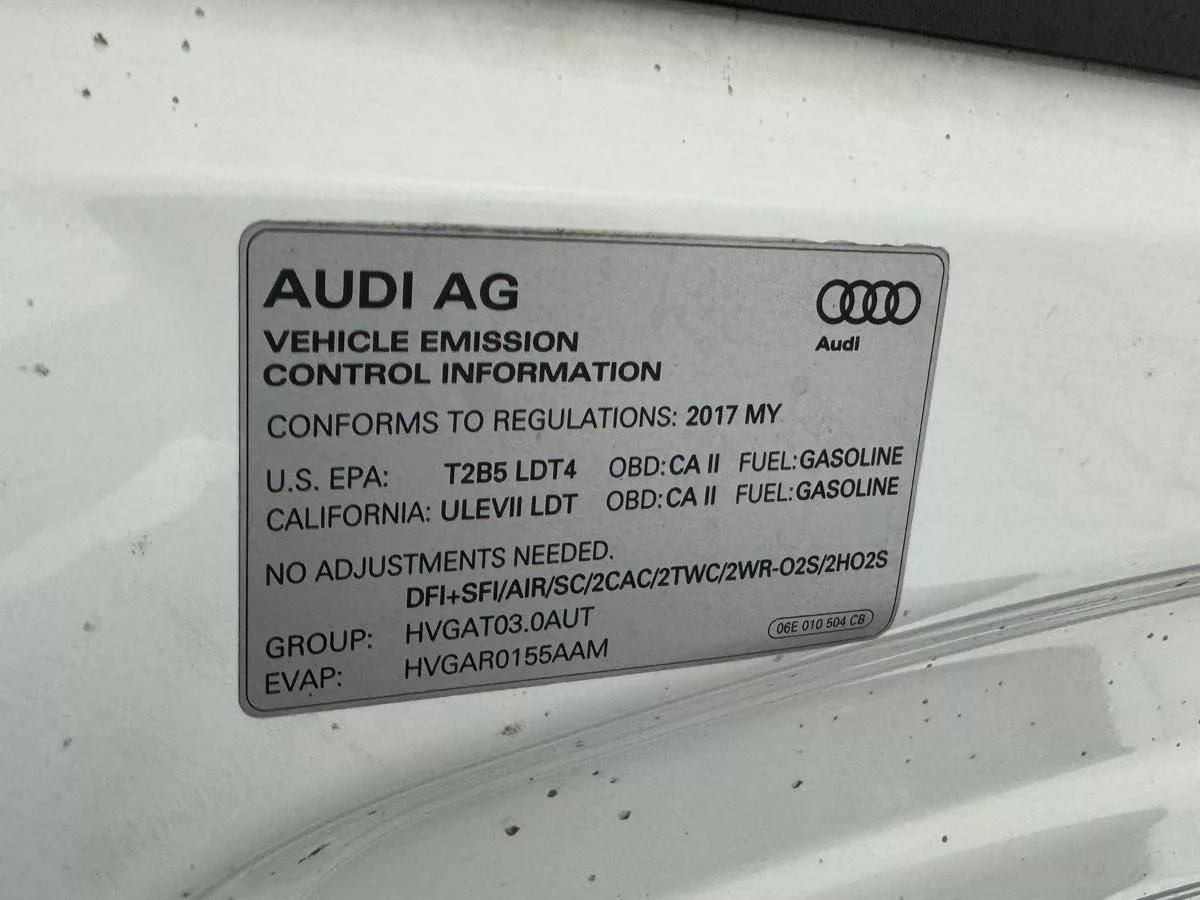 AUDI AG
Audi
VEHICLE EMISSION
CONTROL INFORMATION
CONFORMS TO REGULATIONS: 2017 MY
U.S. EPA: T2B5 LDT4 OBD: CA II FUEL: GASOLINE
CALIFORNIA: ULEVII LDT OBD: CA II FUEL: GASOLINE
NO ADJUSTMENTS NEEDED.
DFI+SFI/AIR/SC/2CAC/2TWC/2WR-O2S/2HO2S
GROUP: HVGAT03.0AUT
EVAP: HVGAR0155AAM
06E 010 504 CB